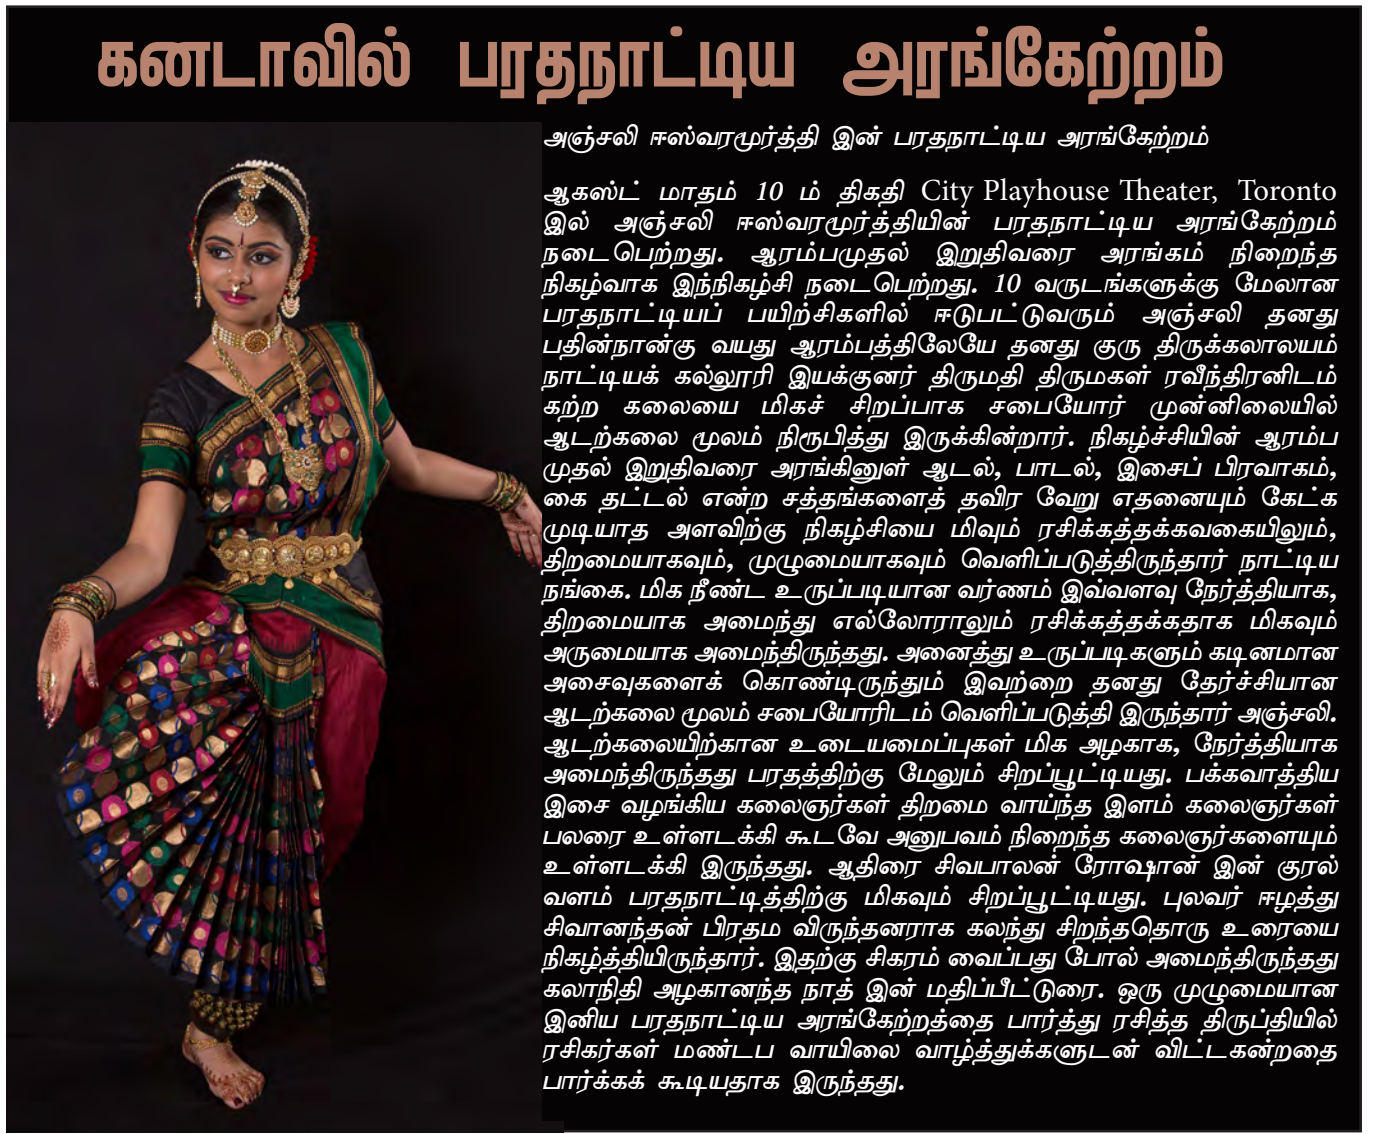 கனடாவில் பரதநாட்டிய அரங்கேற்றம்
அஞ்சலி ஈஸ்வரமூர்த்தி இன் பரதநாட்டிய அரங்கேற்றம்
ஆகஸ்ட் மாதம் 10 ம் திகதி City Playhouse Theater, Toronto
இல் அஞ்சலி ஈஸ்வரமூர்த்தியின் பரதநாட்டிய அரங்கேற்றம்
நடைபெற்றது. ஆரம்பமுதல் இறுதிவரை அரங்கம் நிறைந்த
நிகழ்வாக இந்நிகழ்சி நடைபெற்றது. 10 வருடங்களுக்கு மேலான
பரதநாட்டியப் பயிற்சிகளில் ஈடுபட்டுவரும் அஞ்சலி தனது
பதின்நான்கு வயது ஆரம்பத்திலேயே தனது குரு திருக்கலாலயம்
நாட்டியக் கல்லூரி இயக்குனர் திருமதி திருமகள் ரவீந்திரனிடம்
கற்ற கலையை மிகச் சிறப்பாக சபையோர் முன்னிலையில்
ஆடற்கலை மூலம் நிரூபித்து இருக்கின்றார். நிகழ்ச்சியின் ஆரம்ப
முதல் இறுதிவரை அரங்கினுள் ஆடல், பாடல், இசைப் பிரவாகம்,
கை தட்டல் என்ற சத்தங்களைத் தவிர வேறு எதனையும் கேட்க
முடியாத அளவிற்கு நிகழ்சியை மிவும் ரசிக்கத்தக்கவகையிலும்,
திறமையாகவும், முழுமையாகவும் வெளிப்படுத்திருந்தார் நாட்டிய
நங்கை. மிக நீண்ட உருப்படியான வர்ணம் இவ்வளவு நேர்த்தியாக,
திறமையாக அமைந்து எல்லோராலும் ரசிக்கத்தக்கதாக மிகவும்
அருமையாக அமைந்திருந்தது. அனைத்து உருப்படிகளும் கடினமான
அசைவுகளைக் கொண்டிருந்தும் இவற்றை தனது தேர்ச்சியான
ஆடற்கலை மூலம் சபையோரிடம் வெளிப்படுத்தி இருந்தார் அஞ்சலி.
ஆடற்கலையிற்கான உடையமைப்புகள் மிக அழகாக, நேர்த்தியாக
அமைந்திருந்தது பரதத்திற்கு மேலும் சிறப்பூட்டியது. பக்கவாத்திய
இசை வழங்கிய கலைஞர்கள் திறமை வாய்ந்த இளம் கலைஞர்கள்
பலரை உள்ளடக்கி கூடவே அனுபவம் நிறைந்த கலைஞர்களையும்
உள்ளடக்கி இருந்தது. ஆதிரை சிவபாலன் ரோஷான் இன் குரல்
வளம் பரதநாட்டித்திற்கு மிகவும் சிறப்பூட்டியது. புலவர் ஈழத்து
சிவானந்தன் பிரதம விருந்தனராக கலந்து சிறந்ததொரு உரையை
நிகழ்த்தியிருந்தார். இதற்கு சிகரம் வைப்பது போல் அமைந்திருந்தது
கலாநிதி அழகானந்த நாத் இன் மதிப்பீட்டுரை. ஒரு முழுமையான
இனிய பரதநாட்டிய அரங்கேற்றத்தை பார்த்து ரசித்த திருப்தியில்
ரசிகர்கள் மண்டப வாயிலை வாழ்த்துக்களுடன் விட்டகன்றதை
பார்க்கக் கூடியதாக இருந்தது.